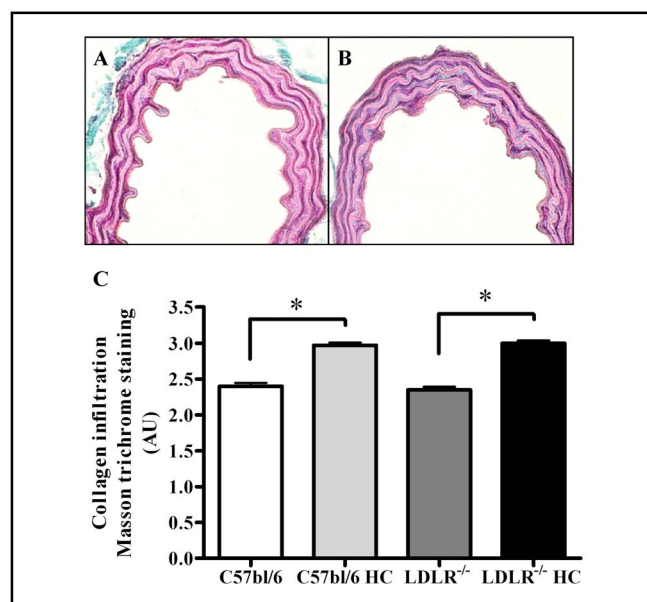 A
B
C
Collagen infiltration
Masson trichrome staining
(AU)
3.5
3.0
2.5
2.0
1.5
1.0
0.5
0.0
*
*
C57bl/6
C57bl/6 HC
LDLR-/-
LDLR-/- HC